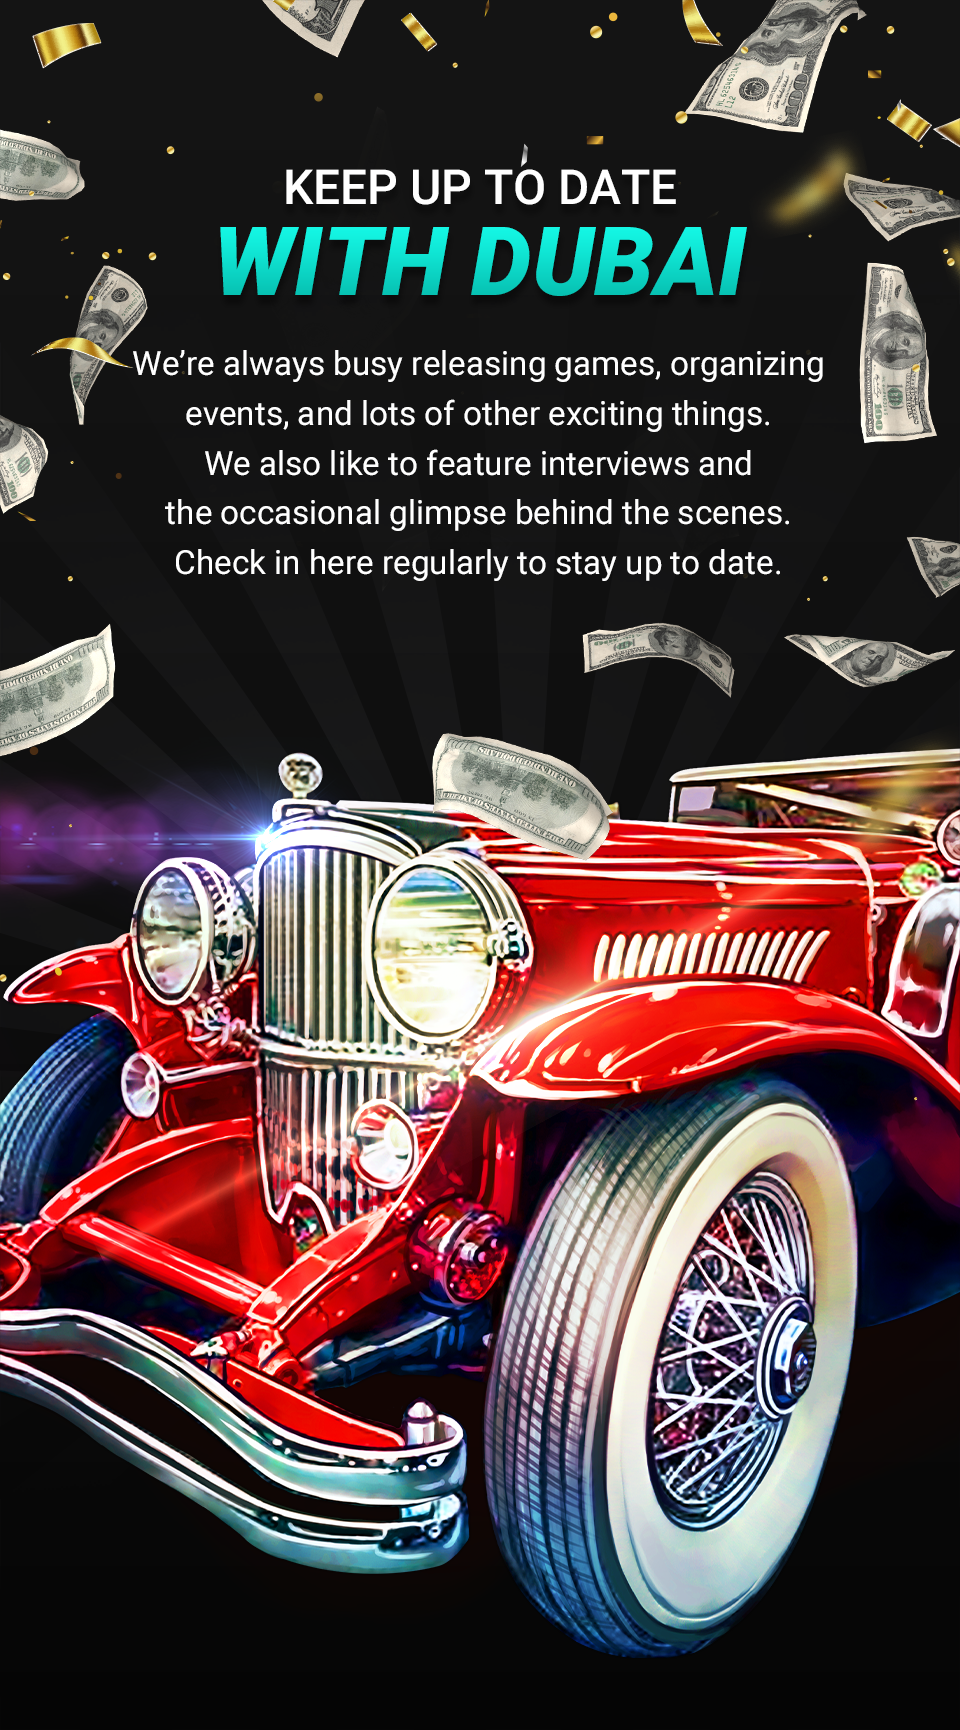 KEEP UP TO DATE
WITH DUBAI
We’re always busy releasing games, organizing
events, and lots of other exciting things.
We also like to feature interviews and
the occasional glimpse behind the scenes.
Check in here regularly to stay up to date.